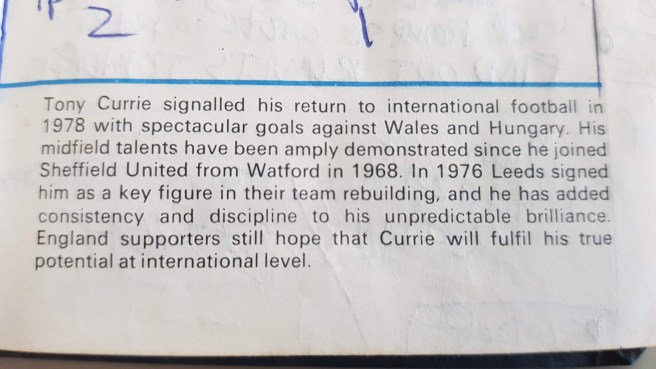 2
Tony Currie signalled his return to international football in
1978 with spectacular goals against Wales and Hungary. His
midfield talents have been amply demonstrated since he joined
Sheffield United from Watford in 1968. In 1976 Leeds signed
him as a key figure in their team rebuilding, and he has added
consistency and discipline to his unpredictable brilliance.
England supporters still hope that Currie will fulfil his true
potential at international level.